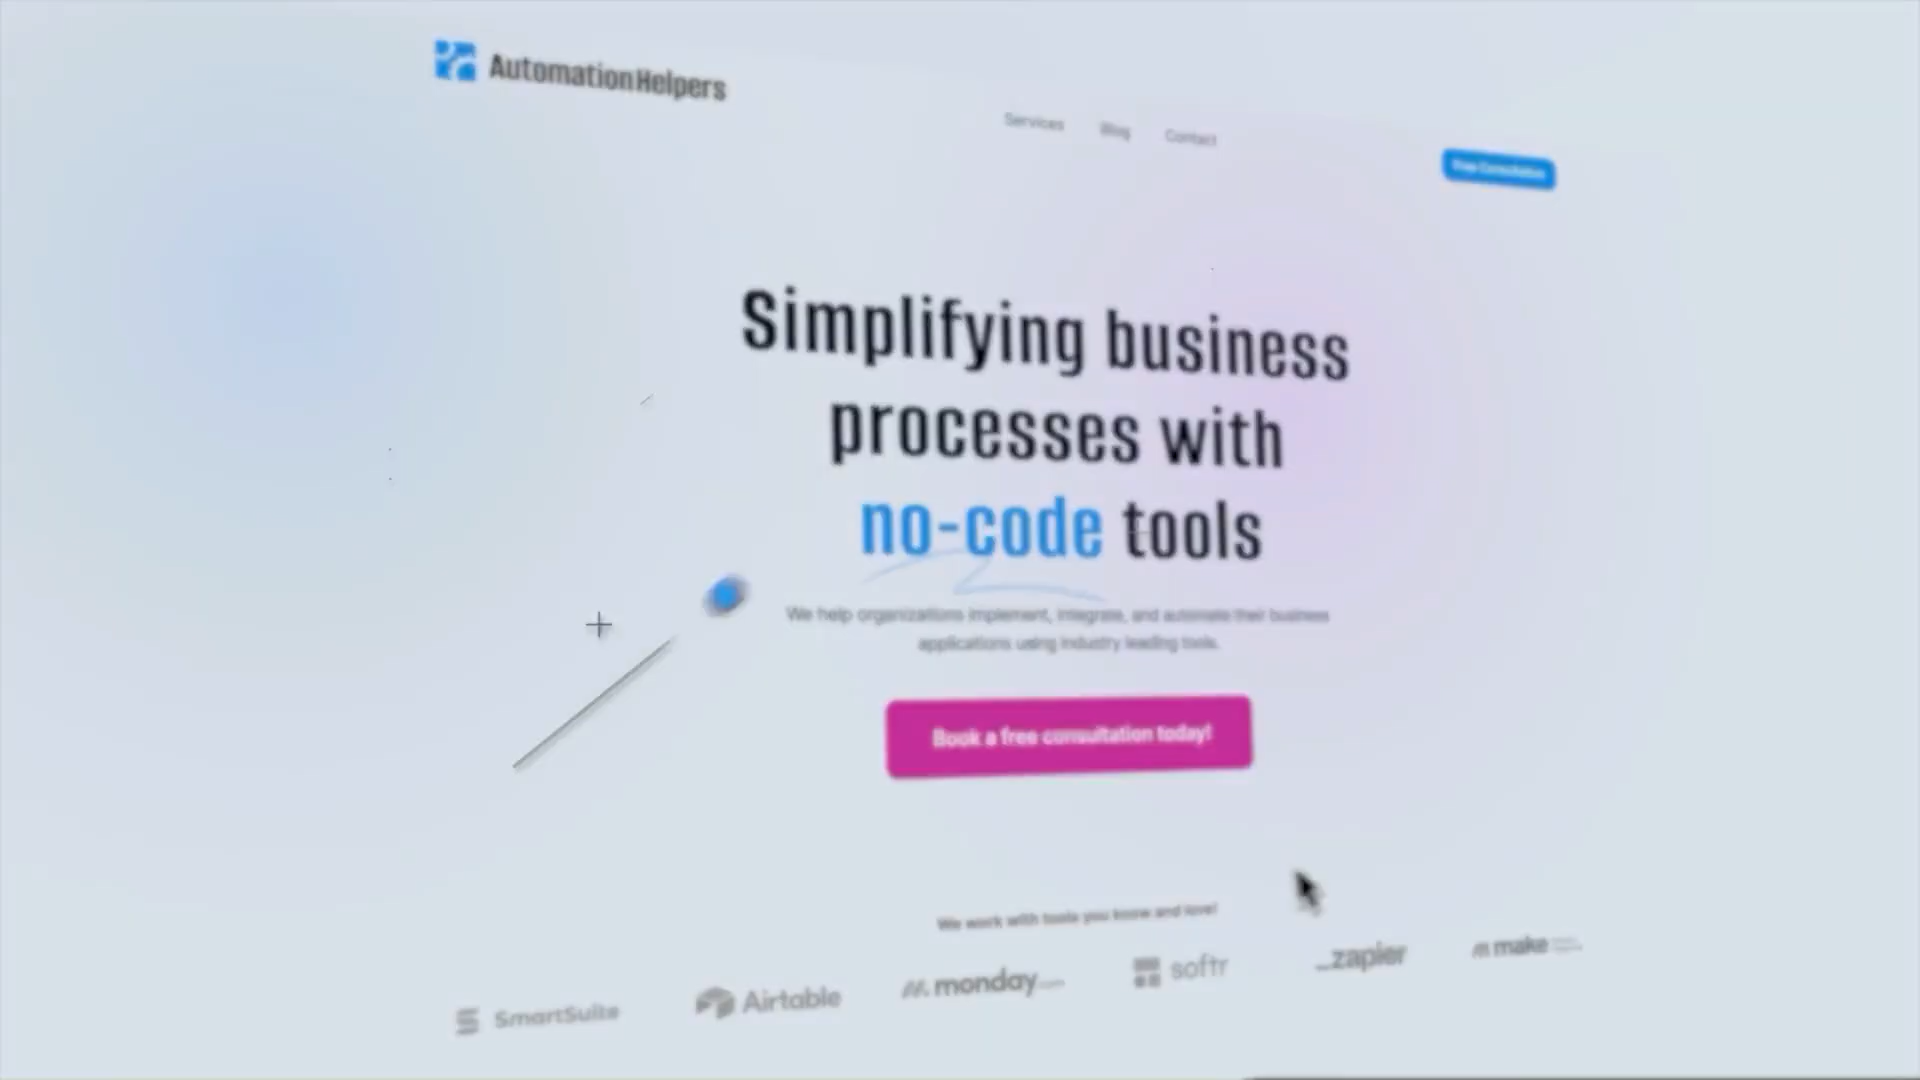 AutomationHelpers
Services Blog Contact
Free Consultation
Simplifying business
processes with
no-code tools
We help organizations implement, integrate, and automate their business
applications using industry leading tools.
Book a free consultation today!
We work with tools you know and love!
SmartSuite Airtable monday softr _zapier make